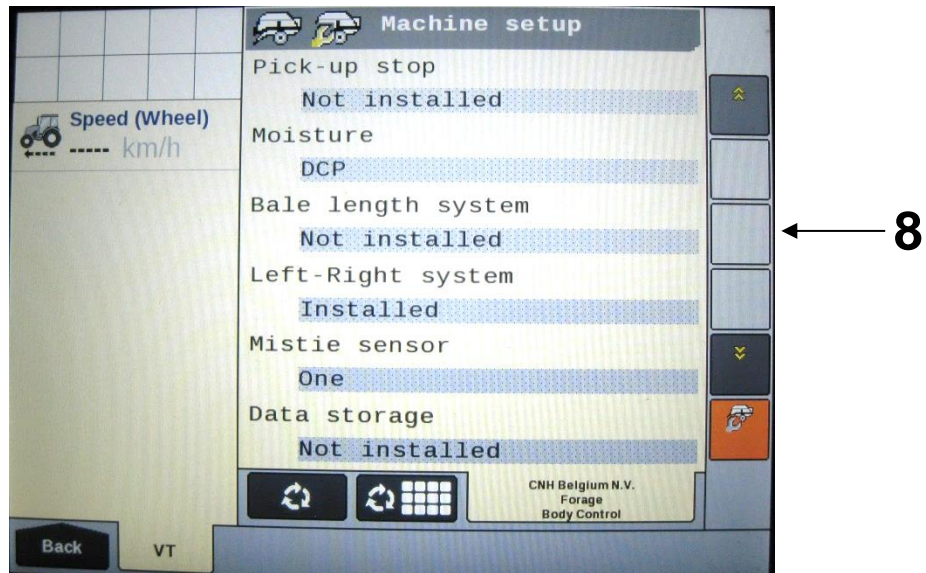 Machine setup
Pick-up stop
Not installed
Speed (Wheel)
----- km/h
Moisture
DCP
Bale length system
Not installed
8
Left-Right system
Installed
Mistie sensor
One
Data storage
Not installed
CNH Belgium N.V.
Forage
Body Control
Back
VT